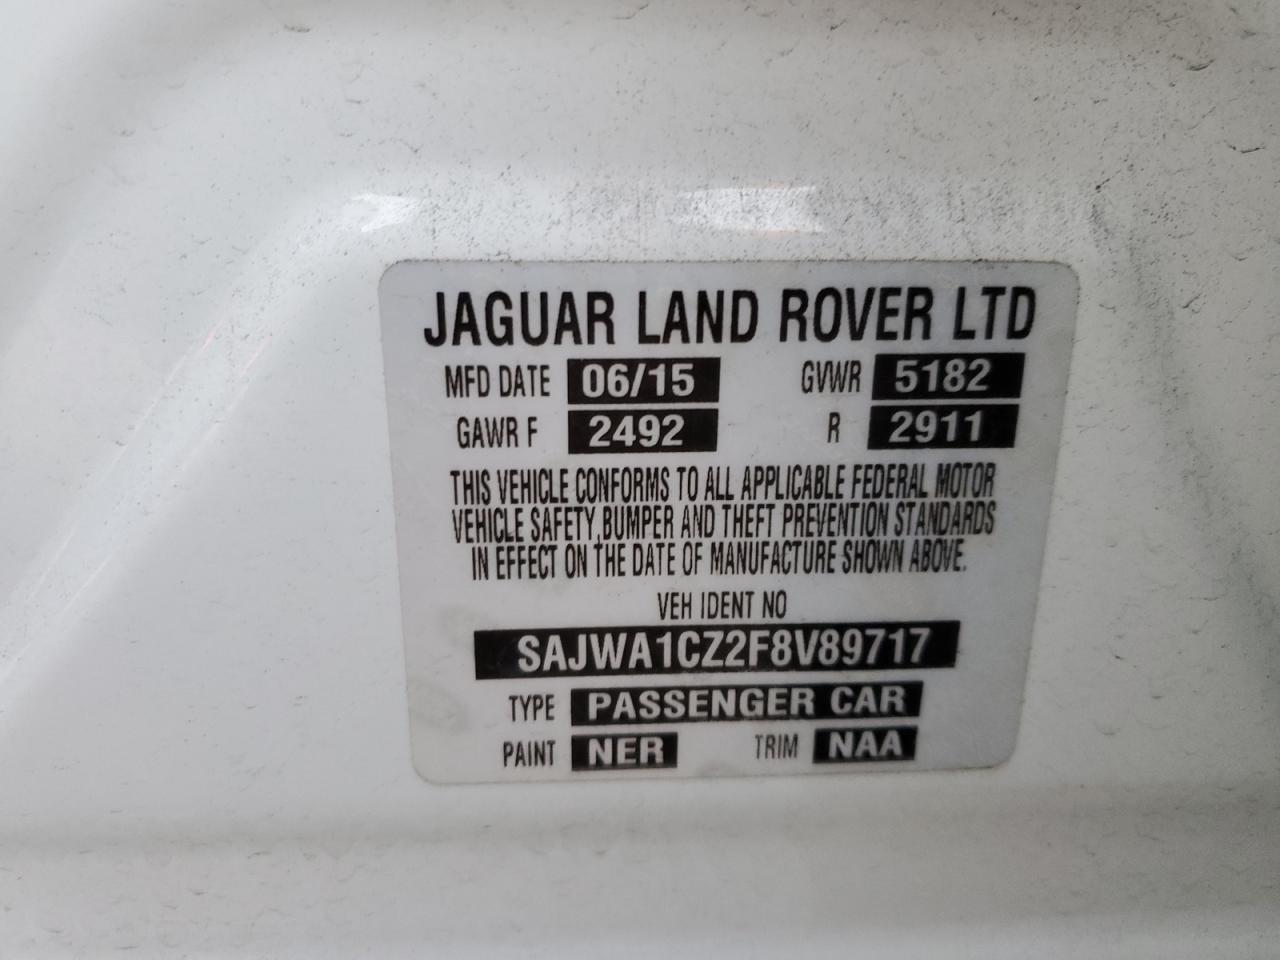 JAGUAR LAND ROVER LTD
MFD DATE 06/15 GVWR 5182
GAWR F 2492 R 2911
THIS VEHICLE CONFORMS TO ALL APPLICABLE FEDERAL MOTOR
VEHICLE SAFETY,BUMPER AND THEFT PREVENTION STANDARDS
IN EFFECT ON THE DATE OF MANUFACTURE SHOWN ABOVE.
VEH IDENT NO
SAJWA1CZ2F8V89717
TYPE PASSENGER CAR
PAINT NER TRIM NAA